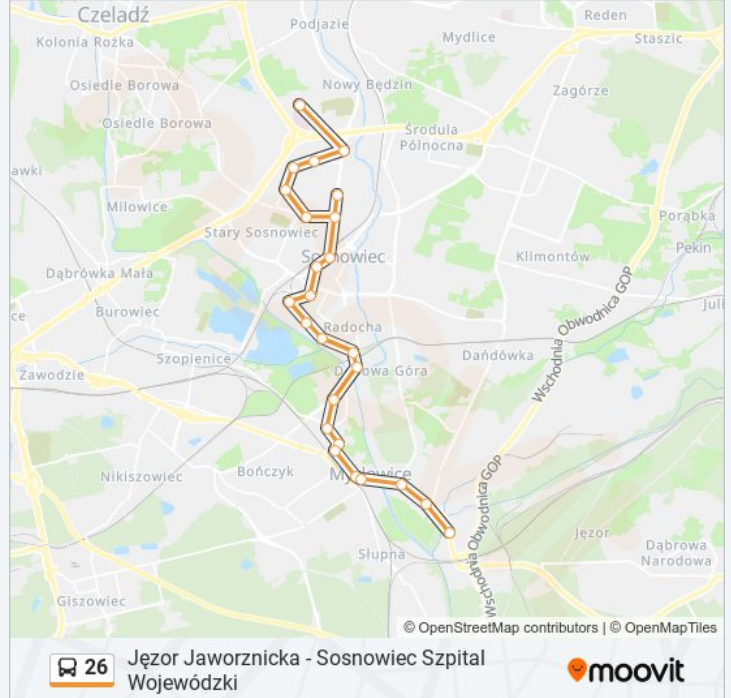 Czeladź
Podjazie
Reden
Kolonia Rożka
Mydlice
Staszic
Osiedle Borowa
Nowy Będzin
Zagórze
Osiedle Borowa
Środula
Północna
awki
Milowice
Porąbka
Stary Sosnowiec
Pekin
Sosnowiec
Klimontów
Dąbrówka Mała
Wschodnia Obwodnica GOP
Juli
ce
Burowiec
Radocha
Szopienice
Dańdówka
Zawodzie
Dębowa Góra
Nikiszowiec
Bończyk
Mysłowice
Wschodnia Obwodnica GOP
Jęzor
Słupna
Dąbrowa
Narodowa
Giszowiec
© OpenStreetMap contributors | © OpenMapTiles
26
Jęzor Jaworznicka - Sosnowiec Szpital
Wojewódzki
moovit